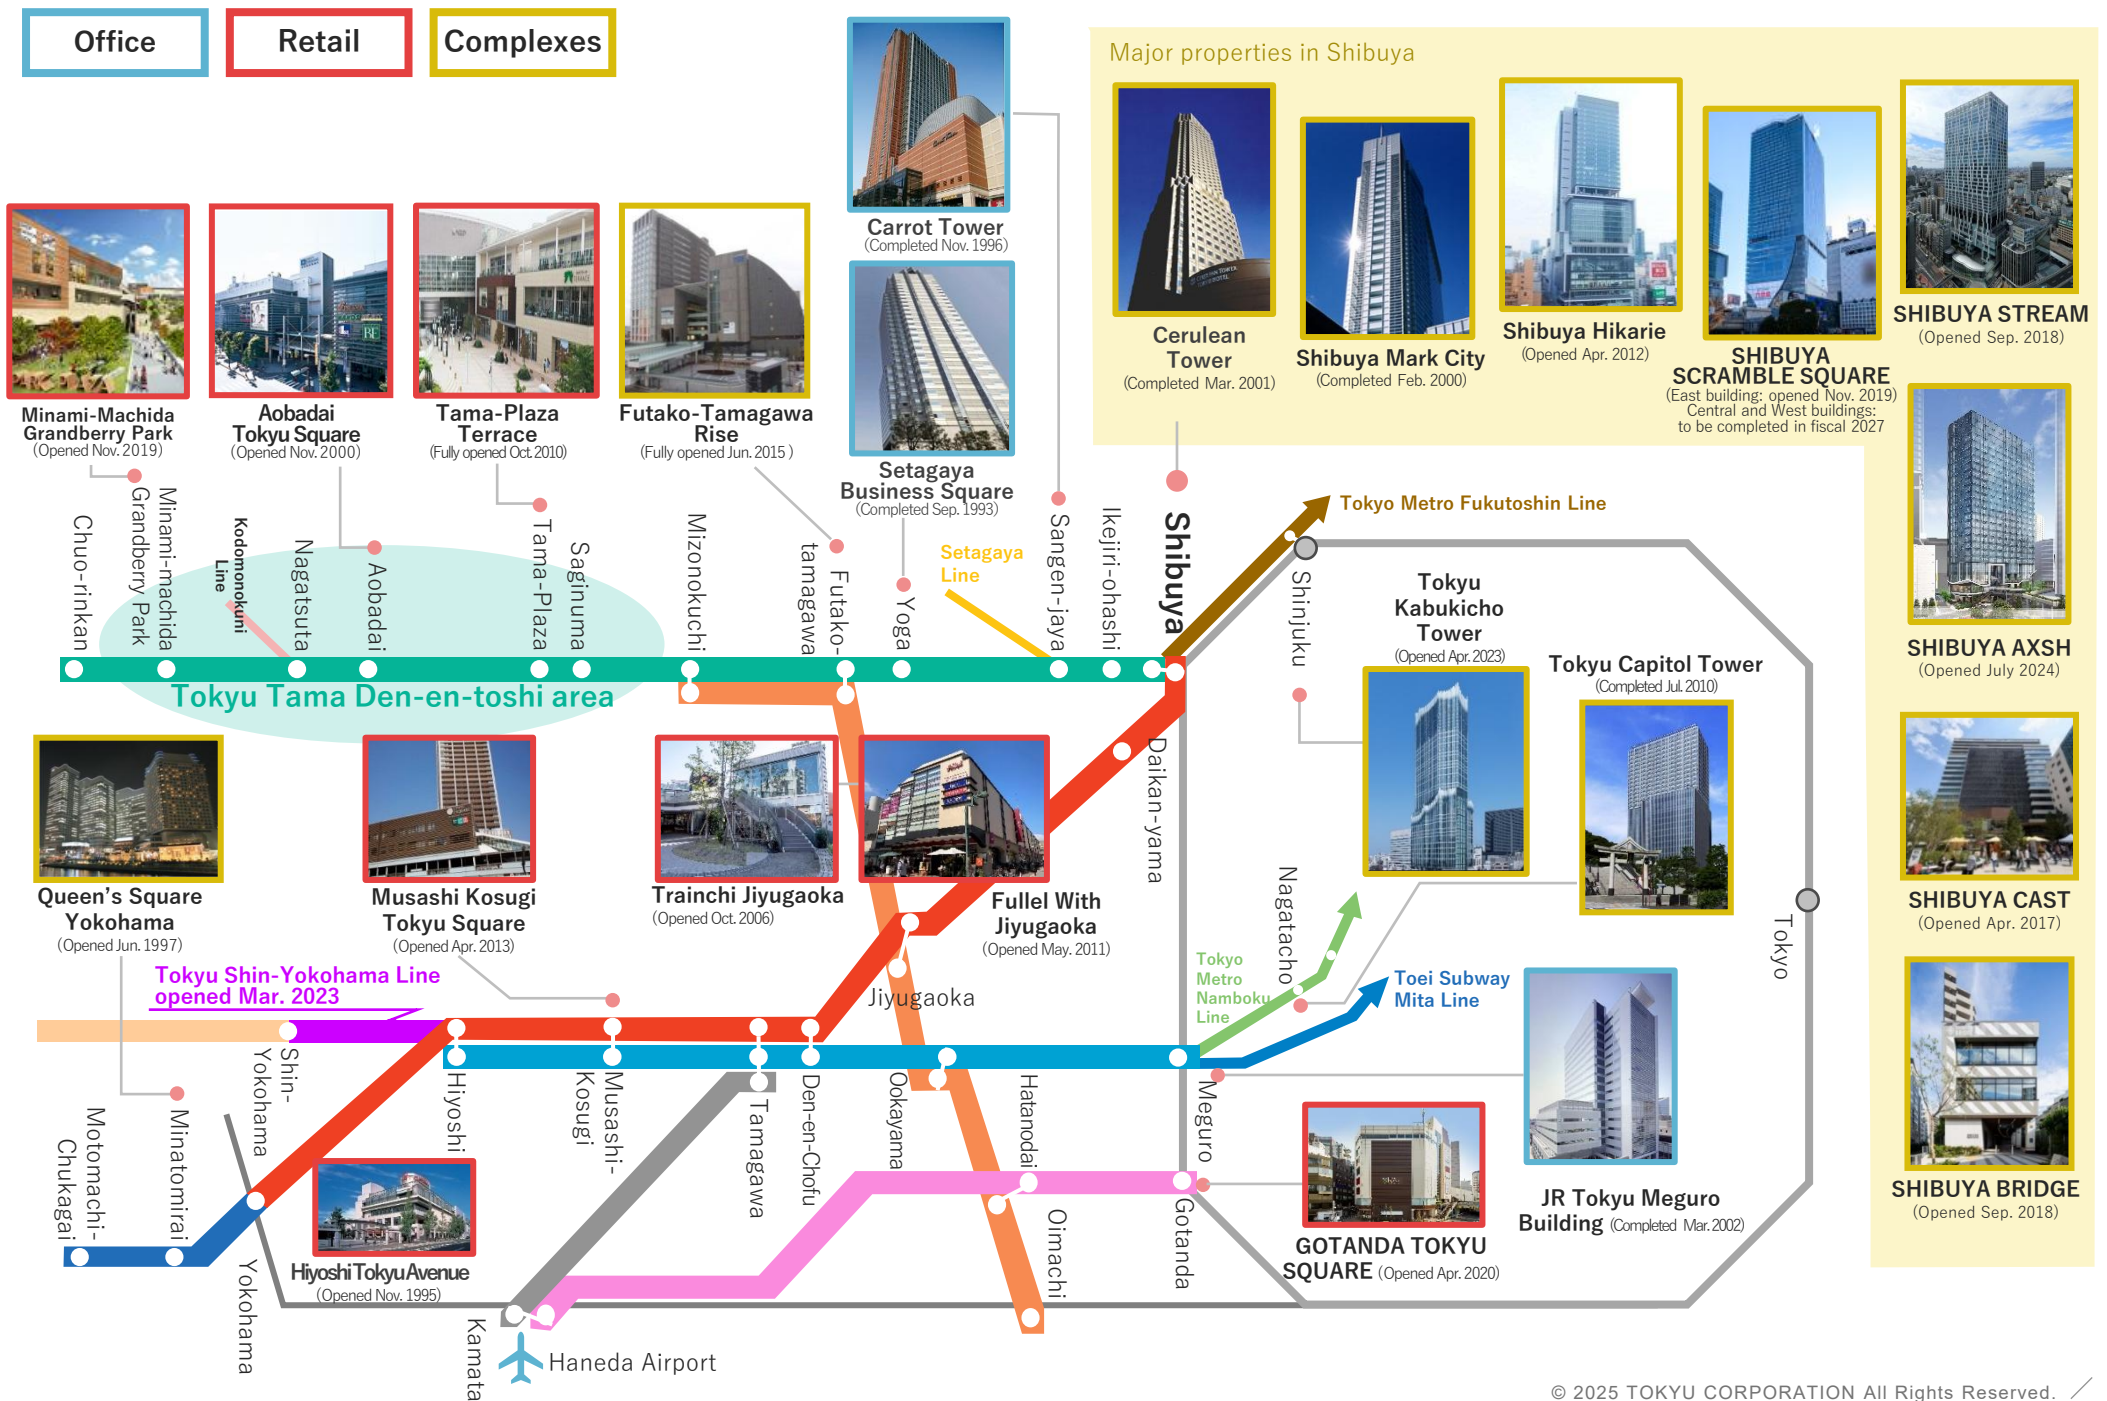 Office
Retail
Complexes
Major properties in Shibuya
Carrot Tower
(Completed Nov. 1996)
Cerulean
Tower
(Completed Mar. 2001)
Shibuya Mark City
(Completed Feb. 2000)
Shibuya Hikarie
(Opened Apr. 2012)
SHIBUYA
SCRAMBLE SQUARE
(East building: opened Nov. 2019)
Central and West buildings:
to be completed in fiscal 2027
SHIBUYA STREAM
(Opened Sep. 2018)
SHIBUYA AXSH
(Opened July 2024)
SHIBUYA CAST
(Opened Apr. 2017)
SHIBUYA BRIDGE
(Opened Sep. 2018)
Minami-Machida
Grandberry Park
(Opened Nov. 2019)
Aobadai
Tokyu Square
(Opened Nov. 2000)
Tama-Plaza
Terrace
(Fully opened Oct. 2010)
Futako-Tamagawa
Rise
(Fully opened Jun. 2015 )
Setagaya
Business Square
(Completed Sep. 1993)
Chuo-rinkan
Minami-machida
Grandberry Park
Kodomonokuni
Line
Nagatsuta
Aobadai
Tama-Plaza
Saginuma
Mizonokuchi
Futako-
tamagawa
Yoga
Setagaya
Line
Sangen-jaya
Ikejiri-ohashi
Shibuya
Tokyo Metro Fukutoshin Line
Shinjuku
Tokyu Tama Den-en-toshi area
Tokyu
Kabukicho
Tower
(Opened Apr. 2023)
Tokyu Capitol Tower
(Completed Jul. 2010)
Daikan-yama
Nagatacho
Tokyo
Queen's Square
Yokohama
(Opened Jun. 1997)
Musashi Kosugi
Tokyu Square
(Opened Apr. 2013)
Trainchi Jiyugaoka
(Opened Oct. 2006)
Fullel With
Jiyugaoka
(Opened May. 2011)
Tokyu Shin-Yokohama Line
opened Mar. 2023
Jiyugaoka
Tokyo
Metro
Namboku
Line
Toei Subway
Mita Line
Shin-
Yokohama
Hiyoshi
Musashi-
Kosugi
Tamagawa
Den-en-Chofu
Ookayama
Hatanodai
Meguro
Motomachi-
Chukagai
Minatomirai
Yokohama
Hiyoshi Tokyu Avenue
(Opened Nov. 1995)
Kamata
Haneda Airport
Oimachi
Gotanda
GOTANDA TOKYU
SQUARE (Opened Apr. 2020)
JR Tokyu Meguro
Building (Completed Mar. 2002)
© 2025 TOKYU CORPORATION All Rights Reserved.